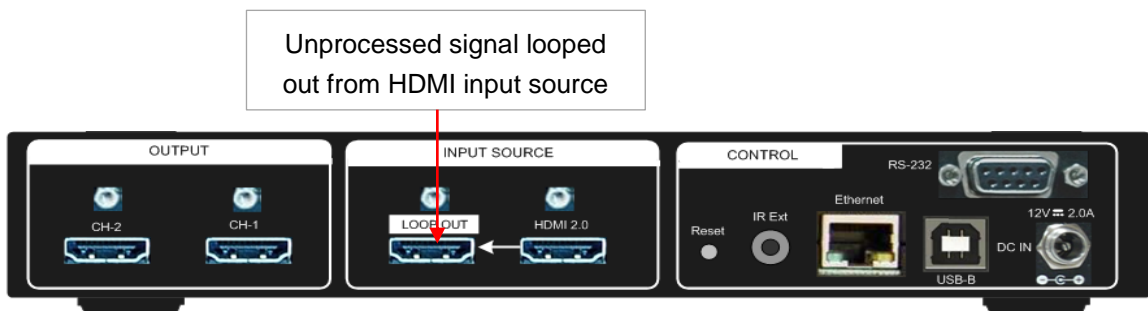 Unprocessed signal looped
out from HDMI input source
OUTPUT
CH-2
CH-1
INPUT SOURCE
LOOP OUT
HDMI 2.0
CONTROL
RS-232
Reset
IR Ext
Ethernet
USB-B
12V⎓ 2.0A
DC IN